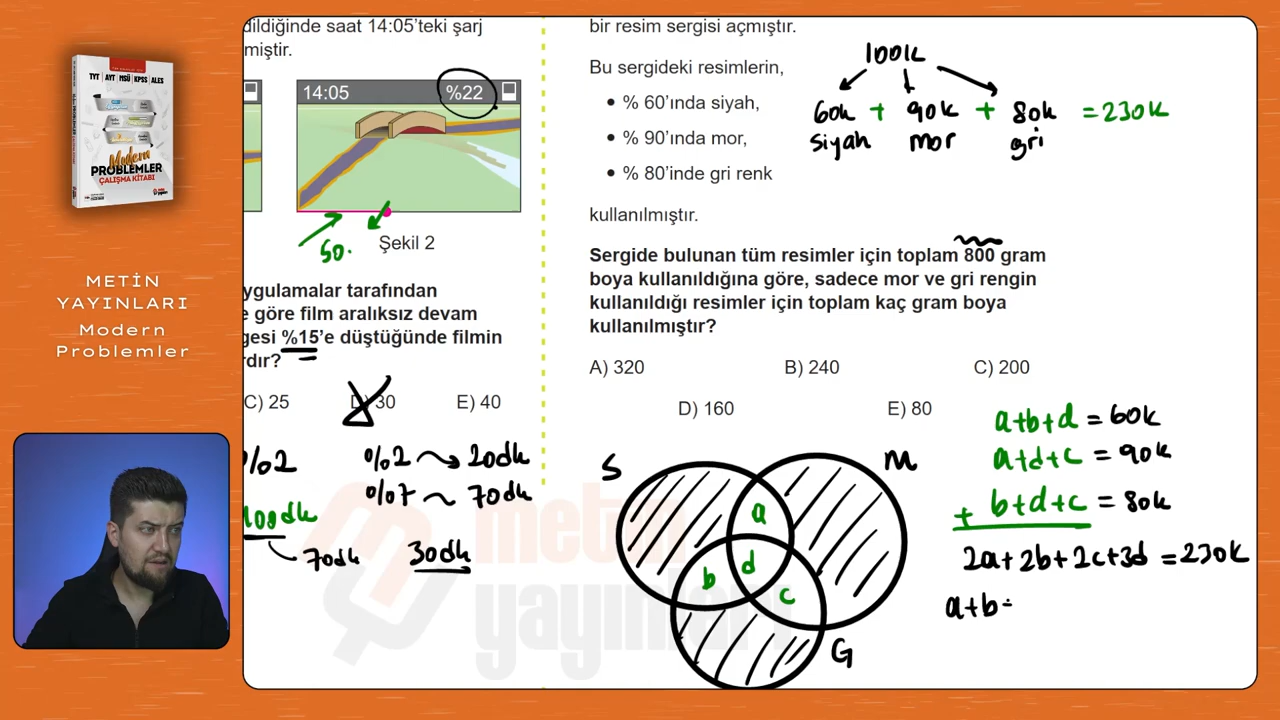 TYT AYT MSÜ KPSS ALES
Modern
PROBLEMLER
ÇALIŞMA KİTABI
METİN
YAYINLARI
Modern
Problemler
dildiğinde saat 14:05'teki şarj
miştir.
14:05 %22
50.
Şekil 2
ygulamalar tarafından
e göre film aralıksız devam
gesi %15'e düştüğünde filmin
rdır?
C) 25 D) 30 E) 40
%2 %2 20dk
%7 70dk
100dk
70dk 30dk
bir resim sergisi açmıştır.
Bu sergideki resimlerin,
• % 60'ında siyah,
• % 90'ında mor,
• % 80'inde gri renk
kullanılmıştır.
100k
60k + 90k + 80k = 230k
siyah mor gri
Sergide bulunan tüm resimler için toplam 800 gram
boya kullanıldığına göre, sadece mor ve gri rengin
kullanıldığı resimler için toplam kaç gram boya
kullanılmıştır?
A) 320 B) 240 C) 200
D) 160 E) 80
S M
a
d
b c
G
a+b+d = 60k
a+d+c = 90k
+ b+d+c = 80k
2a+2b+2c+3d = 230k
a+b
metin
yayınları